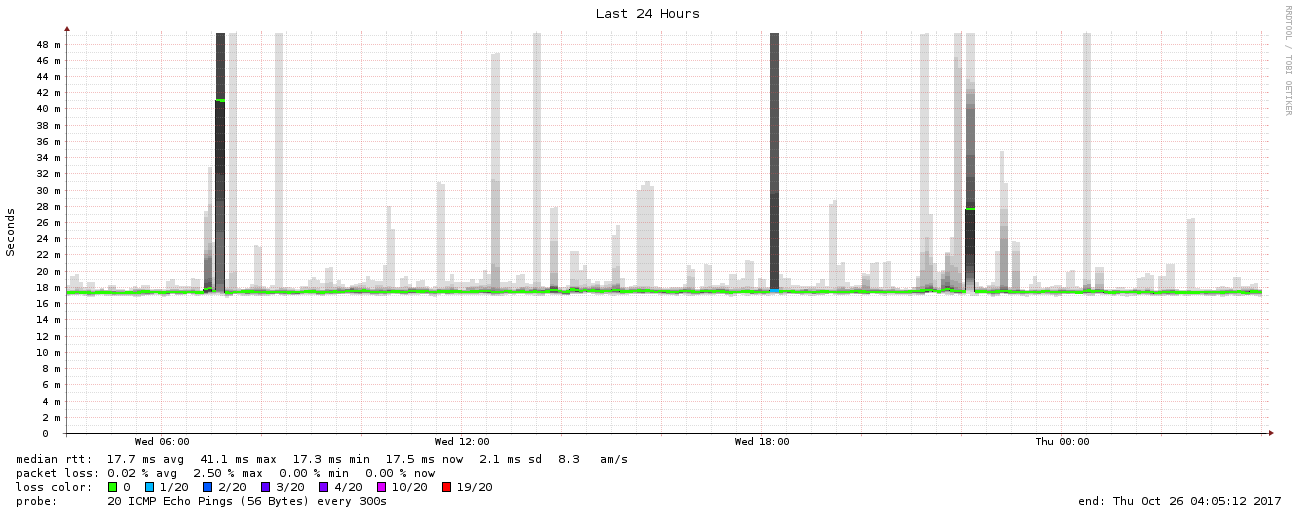 Last 24 Hours
RRDTOOL / TOBI OETIKER
Seconds
48 m
46 m
44 m
42 m
40 m
38 m
36 m
34 m
32 m
30 m
28 m
26 m
24 m
22 m
20 m
18 m
16 m
14 m
12 m
10 m
8 m
6 m
4 m
2 m
0
Wed 06:00 Wed 12:00 Wed 18:00 Thu 00:00
median rtt: 17.7 ms avg 41.1 ms max 17.3 ms min 17.5 ms now 2.1 ms sd 8.3 am/s
packet loss: 0.02 % avg 2.50 % max 0.00 % min 0.00 % now
loss color: 0 1/20 2/20 3/20 4/20 10/20 19/20
probe: 20 ICMP Echo Pings (56 Bytes) every 300s end: Thu Oct 26 04:05:12 2017